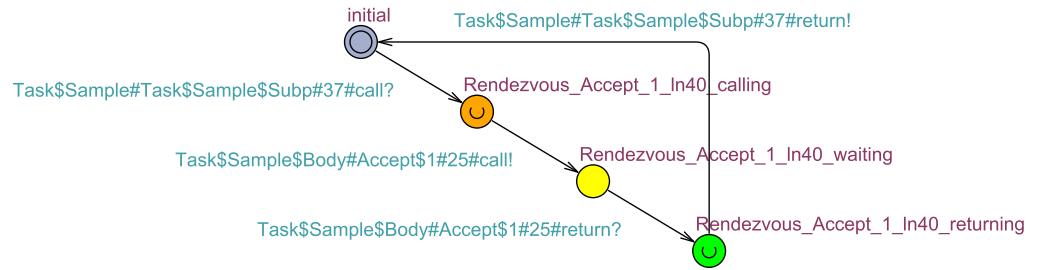 initial
Task$Sample#Task$Sample$Subp#37#return!
Task$Sample#Task$Sample$Subp#37#call?
Rendezvous_Accept_1_ln40_calling
Task$Sample$Body#Accept$1#25#call!
Rendezvous_Accept_1_ln40_waiting
Task$Sample$Body#Accept$1#25#return?
Rendezvous_Accept_1_ln40_returning